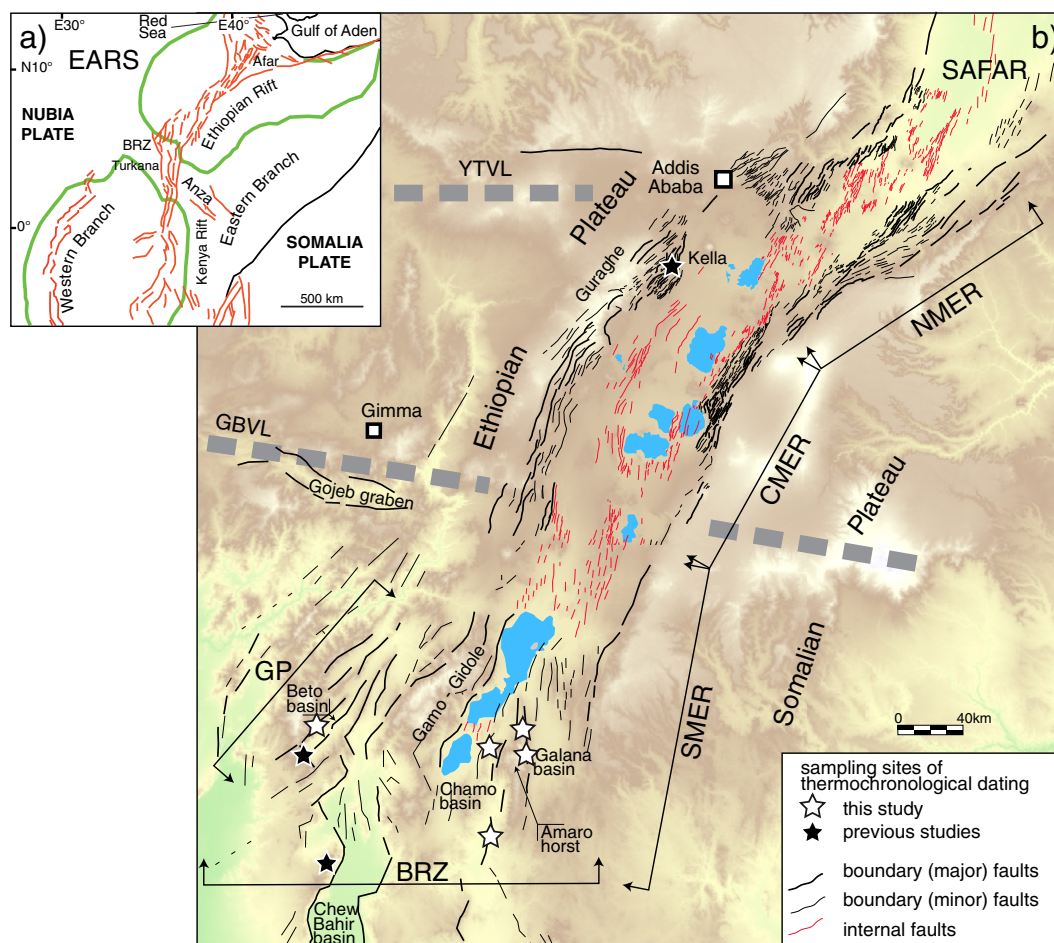 a)
E30°
Red
Sea
E40°
Gulf of Aden
N10°
EARS
Afar
NUBIA
PLATE
Ethiopian Rift
BRZ
Turkana
Anza
Eastern Branch
0°
Western Branch
Kenya Rift
SOMALIA
PLATE
500 km
b)
SAFAR
YTVL
Addis
Ababa
Plateau
Guraghe
Kella
NMER
Ethiopian
Gimma
GBVL
Gojeb graben
CMER
Plateau
GP
Beto
basin
Gamo - Gidole
Somalian
SMER
0 40km
Galana
basin
Chamo
basin
Amaro
horst
BRZ
Chew
Bahir
basin
sampling sites of
thermochronological dating
this study
previous studies
boundary (major) faults
boundary (minor) faults
internal faults